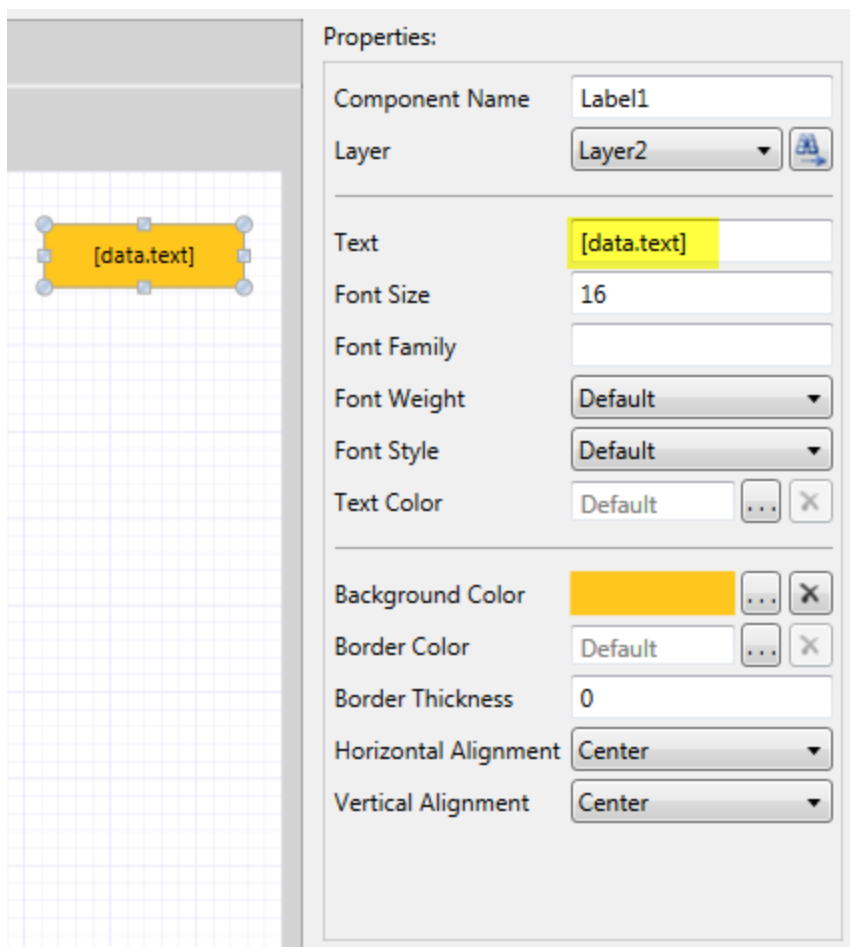 Properties:
Component Name Label1
Layer Layer2
[data.text]
Text [data.text]
Font Size 16
Font Family
Font Weight Default
Font Style Default
Text Color Default ...
Background Color ...
Border Color Default ...
Border Thickness 0
Horizontal Alignment Center
Vertical Alignment Center